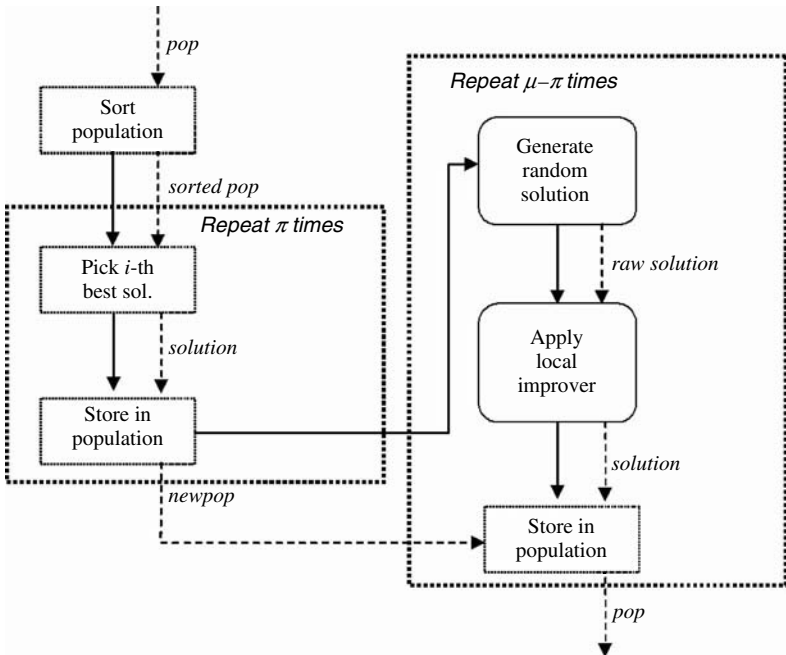 pop
Sort
population
sorted pop
Repeat π times
Pick i-th
best sol.
solution
Store in
population
newpop
Repeat μ–π times
Generate
random
solution
raw solution
Apply
local
improver
solution
Store in
population
pop